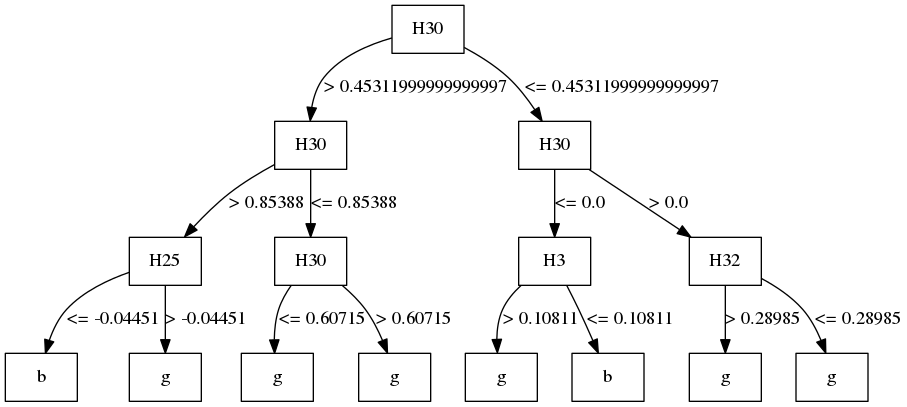 H30
> 0.45311999999999997 <= 0.45311999999999997
H30 H30
> 0.85388 <= 0.85388 <= 0.0 > 0.0
H25 H30 H3 H32
<= -0.04451 > -0.04451 <= 0.60715 > 0.60715 > 0.10811 <= 0.10811 > 0.28985 <= 0.28985
b g g g g b g g